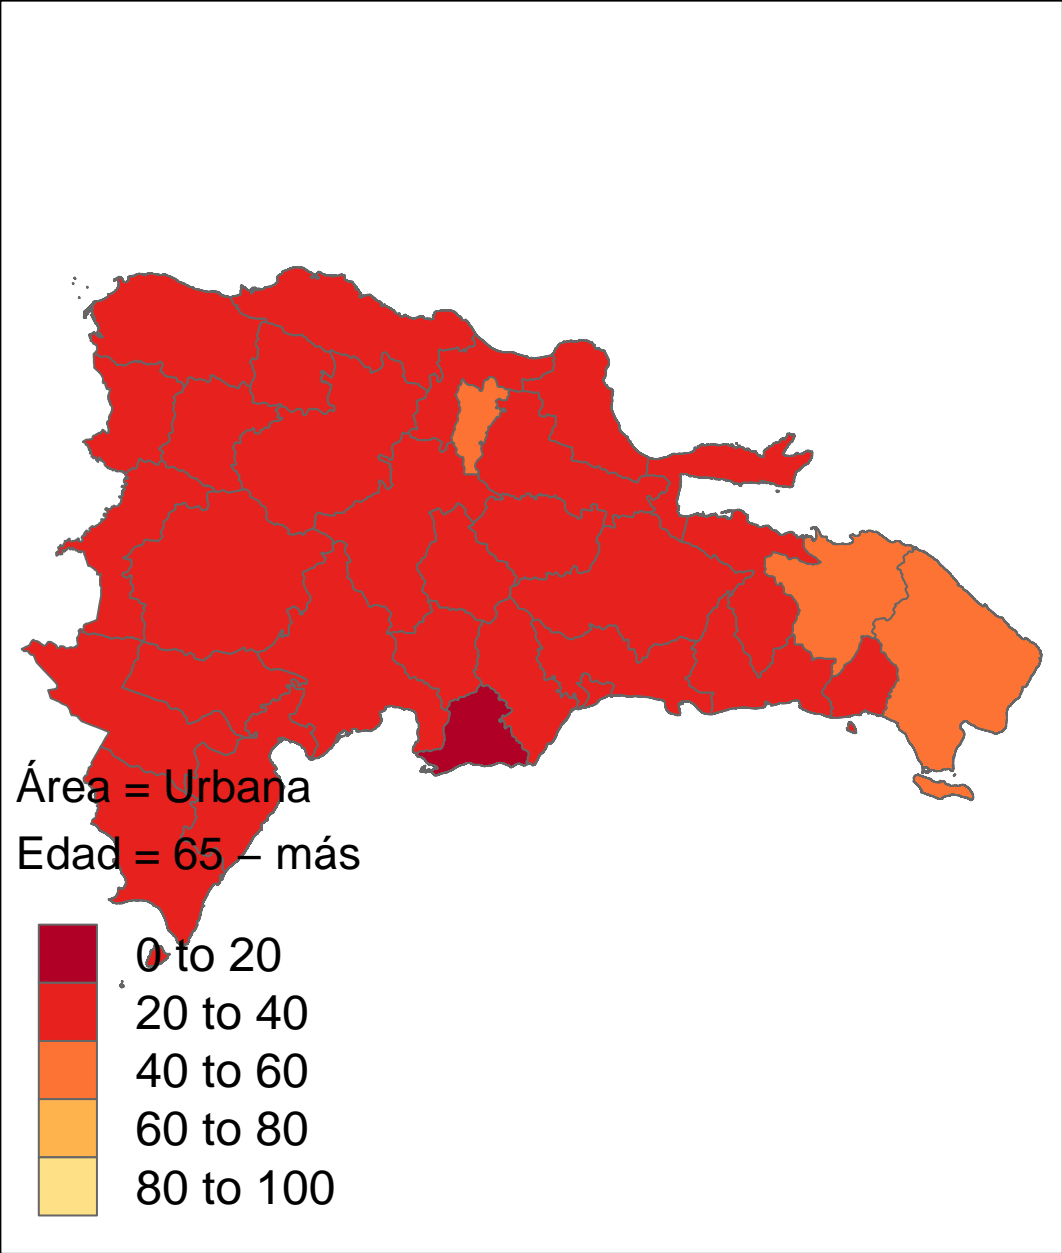 Área = Urbana
Edad = 65 – más
0 to 20
20 to 40
40 to 60
60 to 80
80 to 100